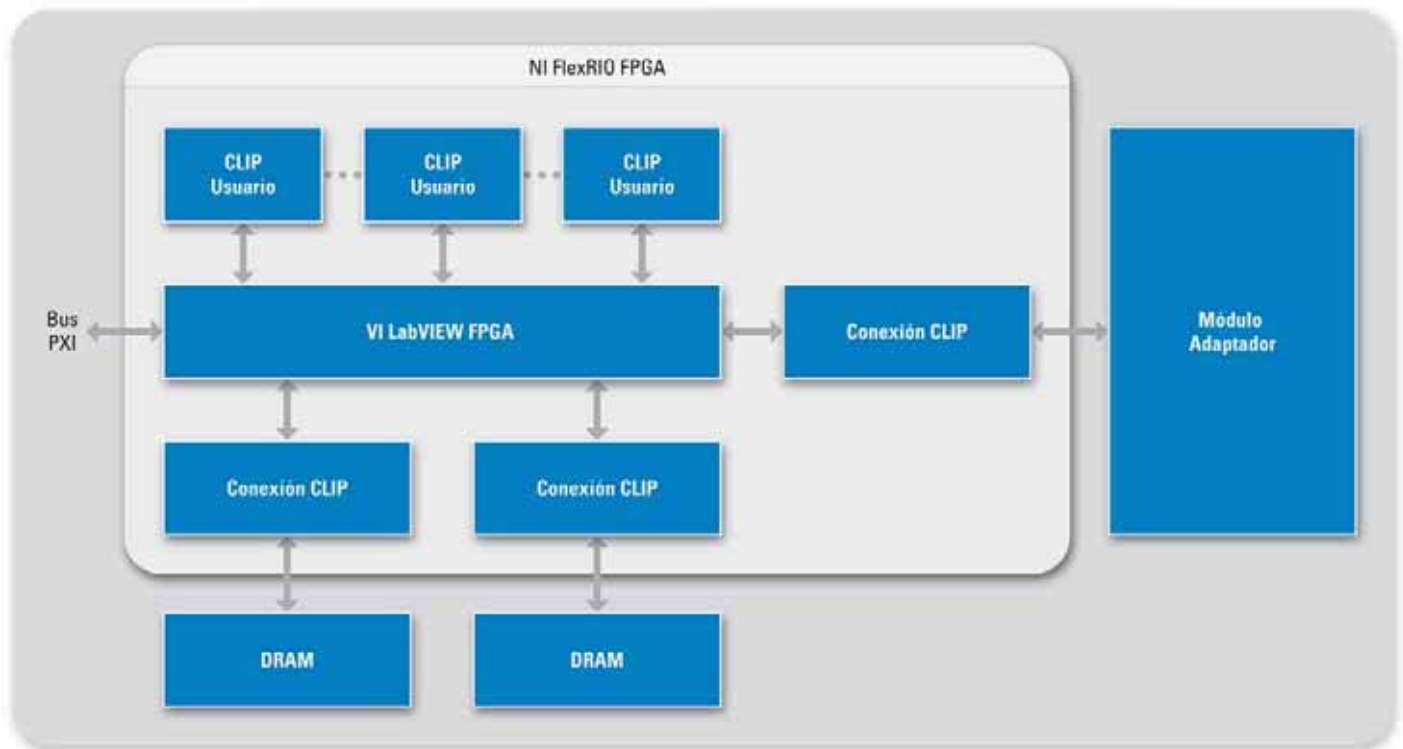 NI FlexRIO FPGA
CLIP
Usuario
CLIP
Usuario
CLIP
Usuario
Bus
PXI
VI LabVIEW FPGA
Conexión CLIP
Módulo
Adaptador
Conexión CLIP
Conexión CLIP
DRAM
DRAM